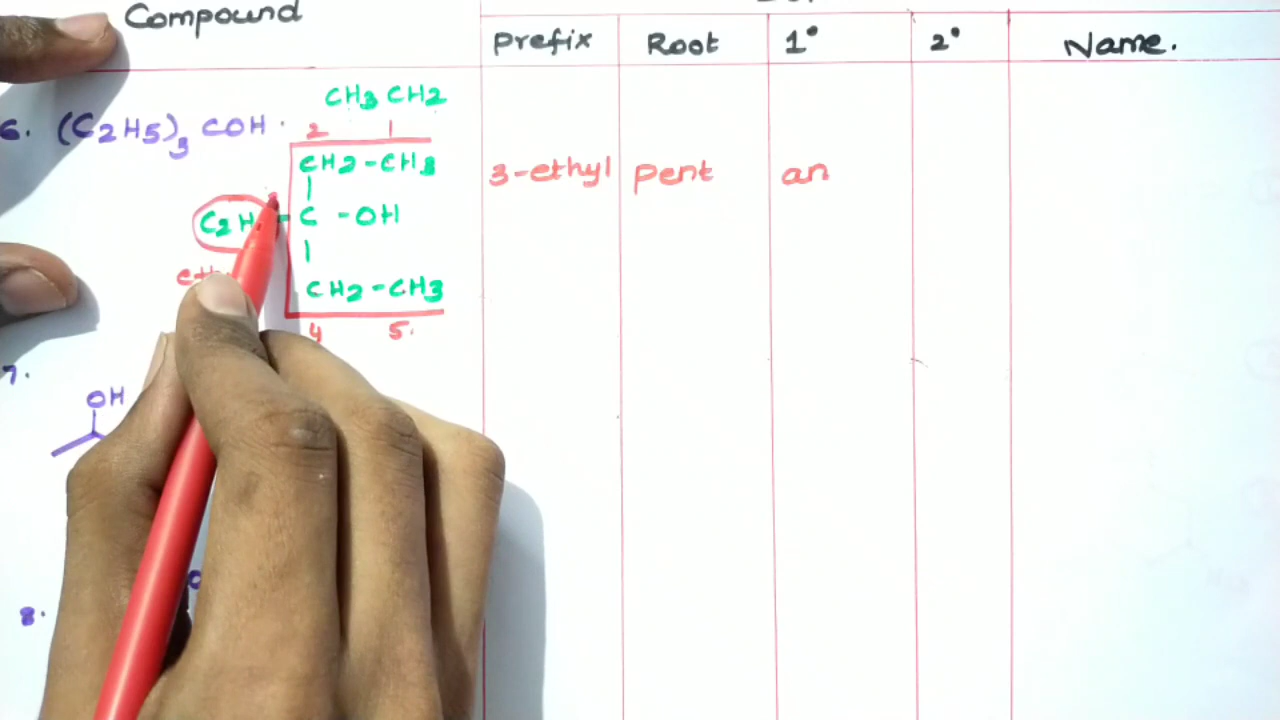 Compound
Prefix Root 1° 2° Name.
CH3 CH2
6. (C2H5)3 COH. 2 1
CH2-CH3 3-ethyl pent an
C2H - C -OH
CH2-CH3
4 5.
7.
OH
8.